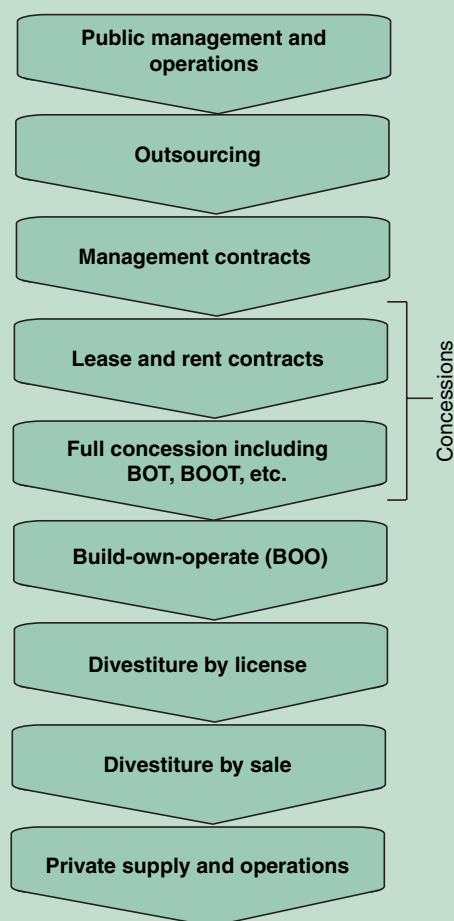 Public management and
operations
Outsourcing
Management contracts
Lease and rent contracts
Full concession including
BOT, BOOT, etc.
Concessions
Build-own-operate (BOO)
Divestiture by license
Divestiture by sale
Private supply and operations